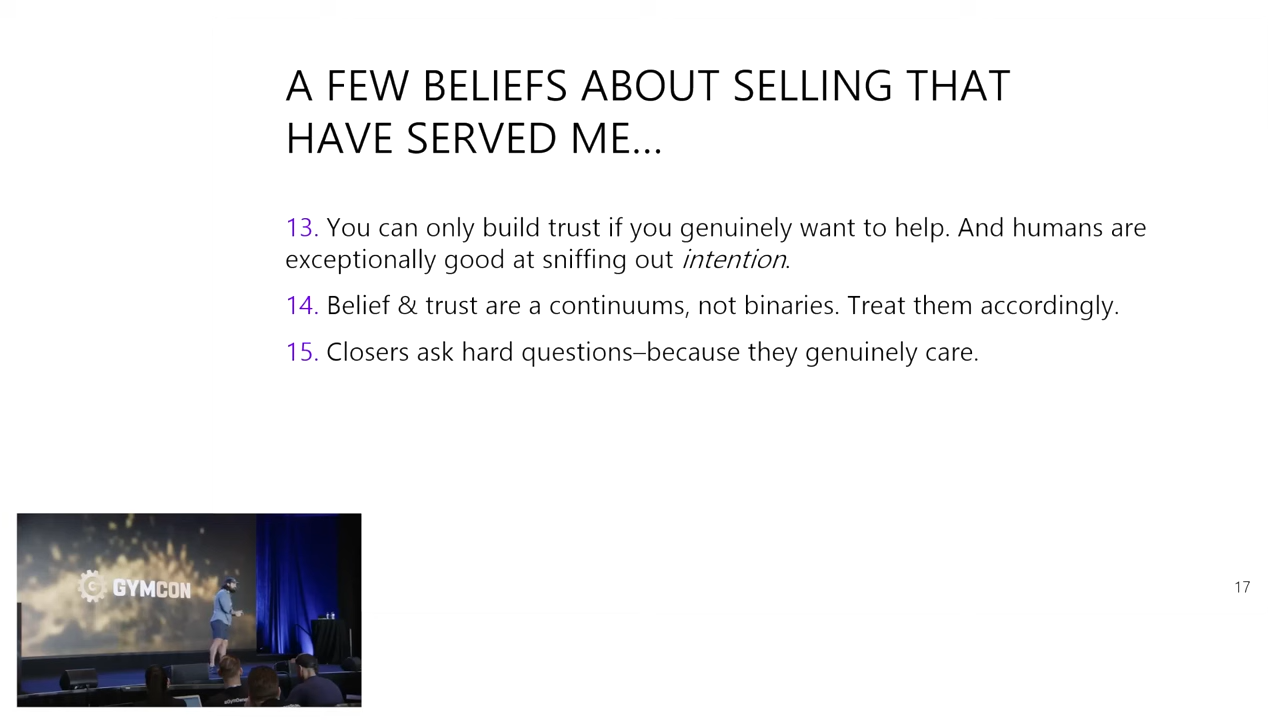 A FEW BELIEFS ABOUT SELLING THAT
HAVE SERVED ME…
13. You can only build trust if you genuinely want to help. And humans are
exceptionally good at sniffing out intention.
14. Belief & trust are a continuums, not binaries. Treat them accordingly.
15. Closers ask hard questions–because they genuinely care.
GYMCON
17